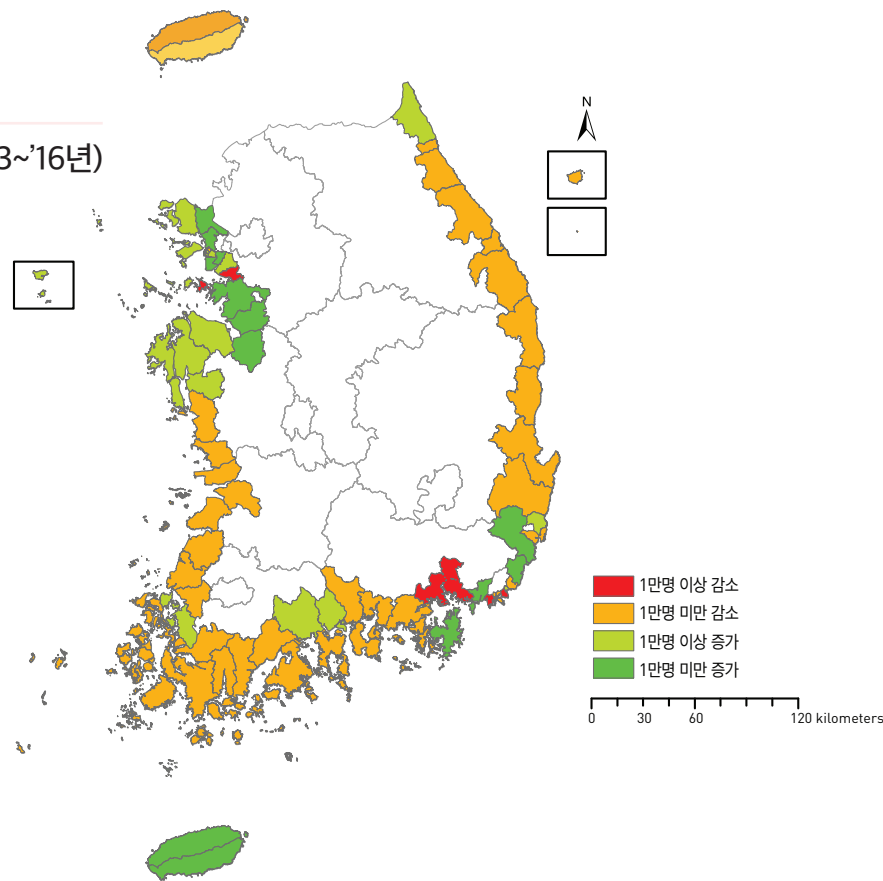 3~’16년)
N
1만명 이상 감소
1만명 미만 감소
1만명 이상 증가
1만명 미만 증가
0 30 60 120 kilometers